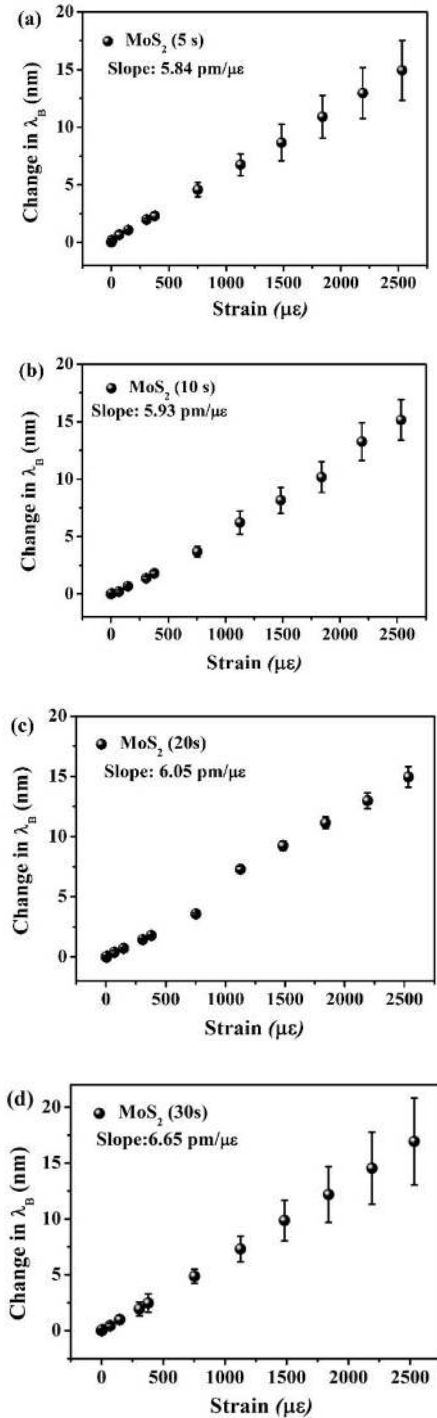 (a)
MoS₂ (5 s)
Slope: 5.84 pm/με
Change in λ_B (nm)
20
15
10
5
0
0 500 1000 1500 2000 2500
Strain (με)
(b)
MoS₂ (10 s)
Slope: 5.93 pm/με
Change in λ_B (nm)
20
15
10
5
0
0 500 1000 1500 2000 2500
Strain (με)
(c)
MoS₂ (20s)
Slope: 6.05 pm/με
Change in λ_B (nm)
20
15
10
5
0
0 500 1000 1500 2000 2500
Strain (με)
(d)
MoS₂ (30s)
Slope:6.65 pm/με
Change in λ_B (nm)
20
15
10
5
0
0 500 1000 1500 2000 2500
Strain (με)